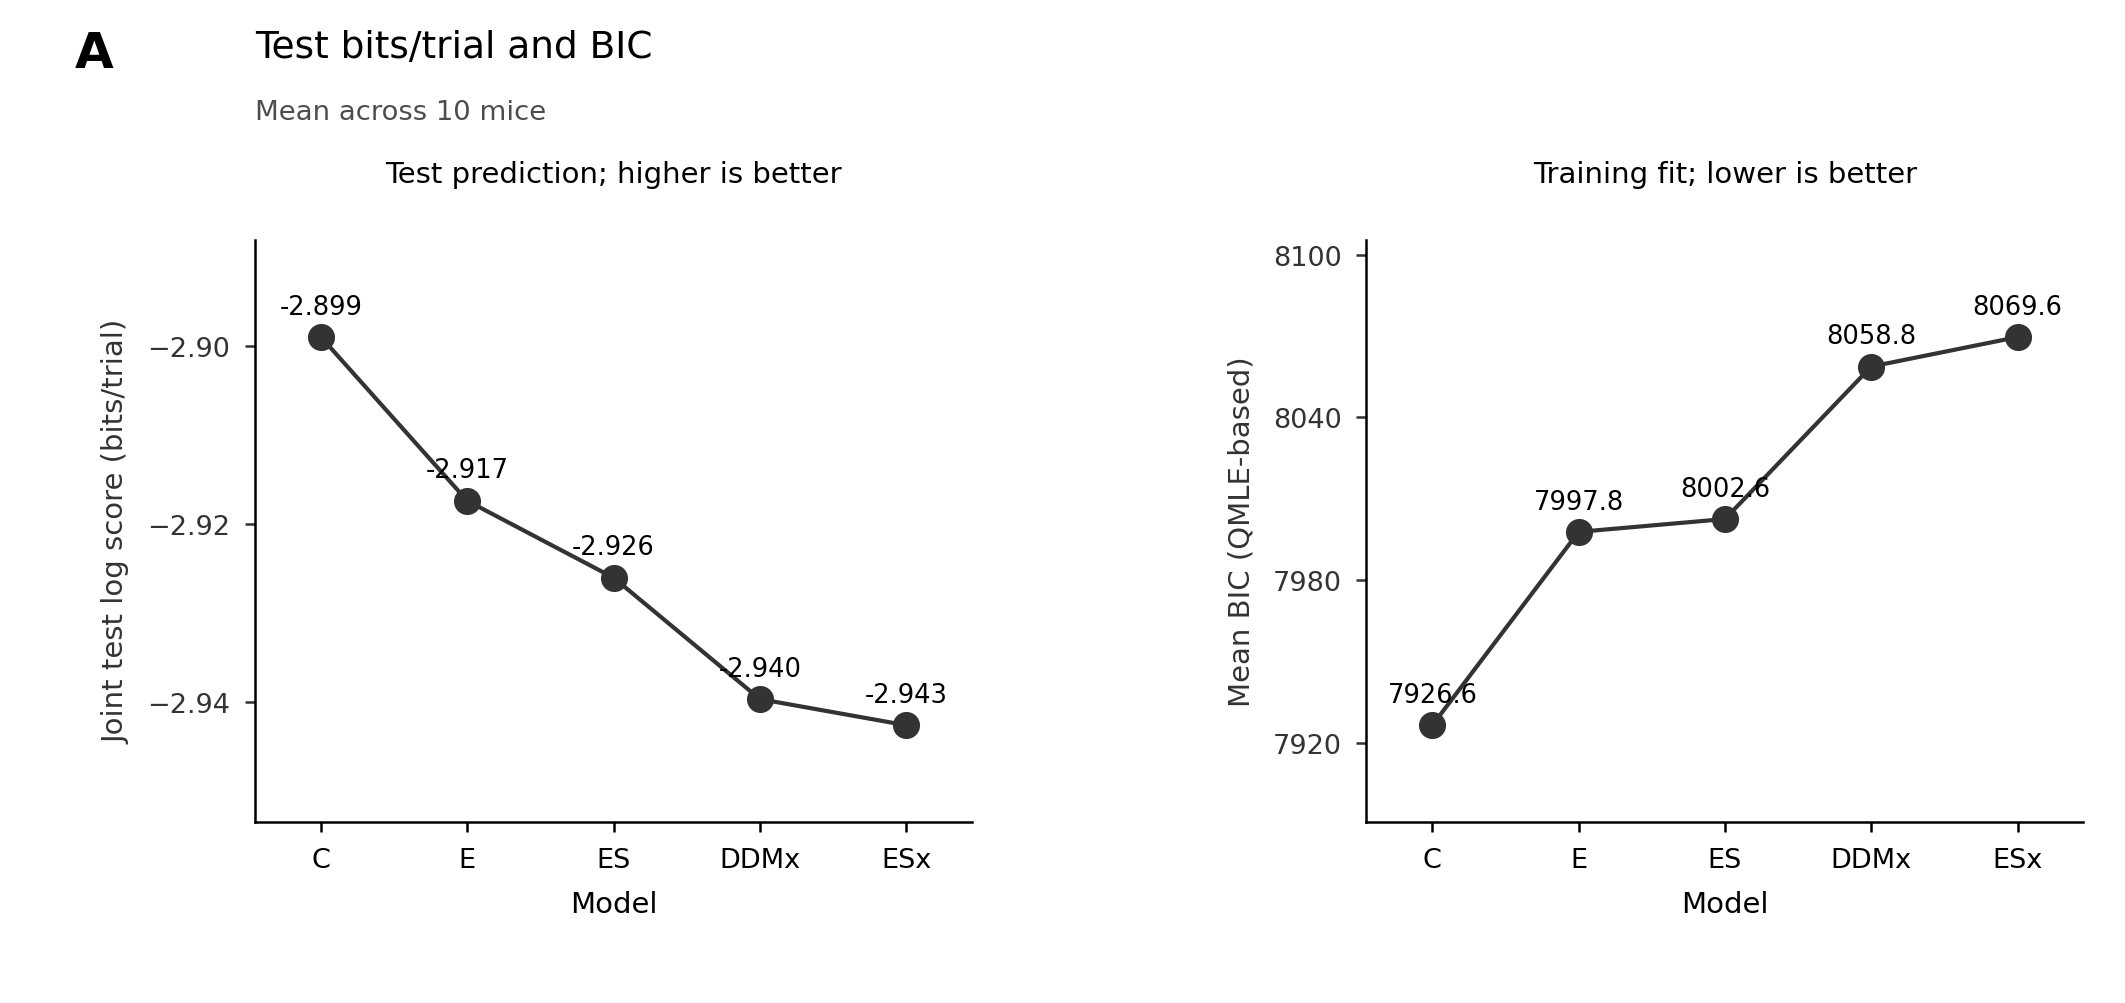 A
Test bits/trial and BIC
Mean across 10 mice
Test prediction; higher is better
Joint test log score (bits/trial)
−2.90
−2.92
−2.94
-2.899
-2.917
-2.926
-2.940
-2.943
C E ES DDMx ESx
Model
Training fit; lower is better
Mean BIC (QMLE-based)
8100
8040
7980
7920
7926.6
7997.8
8002.6
8058.8
8069.6
C E ES DDMx ESx
Model